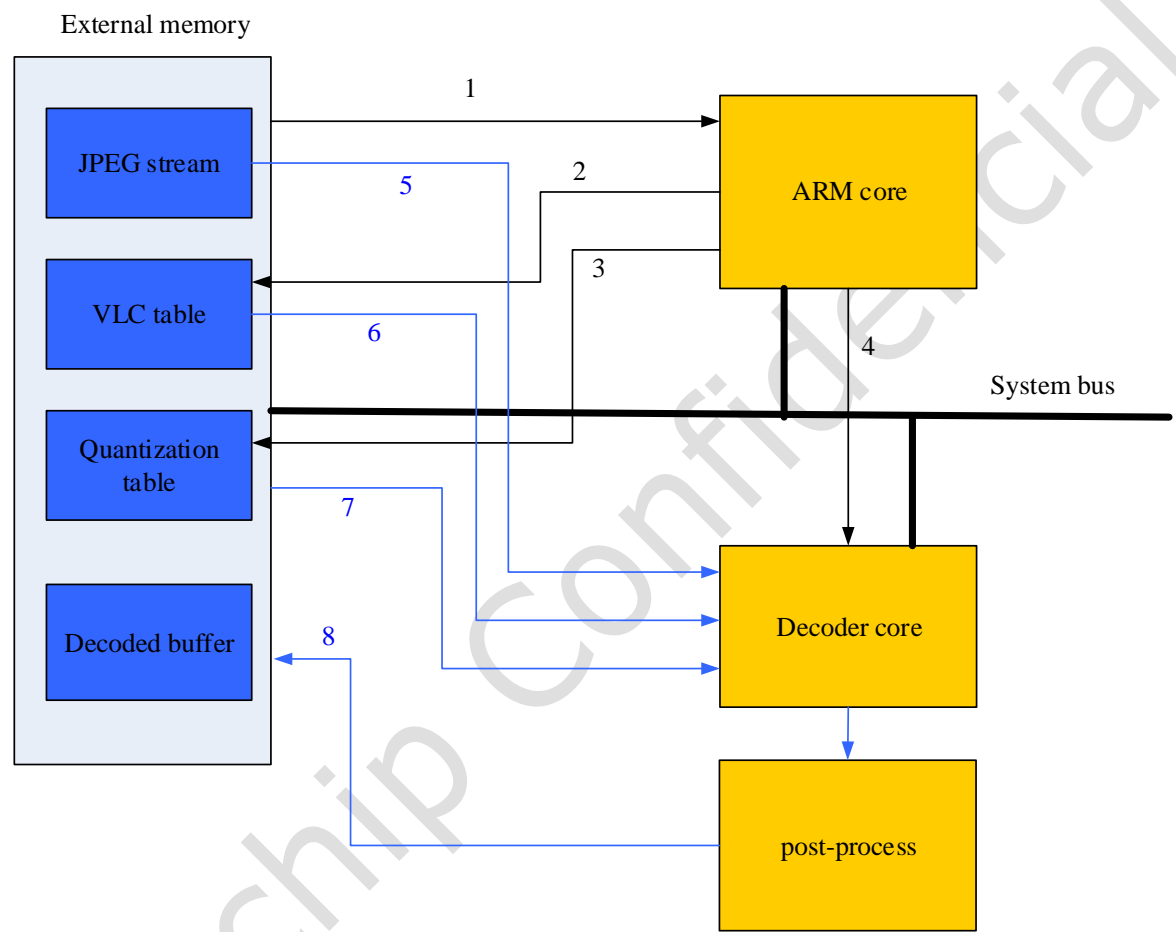 External memory
1
JPEG stream
5
2
ARM core
3
VLC table
6
4
System bus
Quantization
table
7
Decoded buffer
8
Decoder core
post-process
chip Confidencial